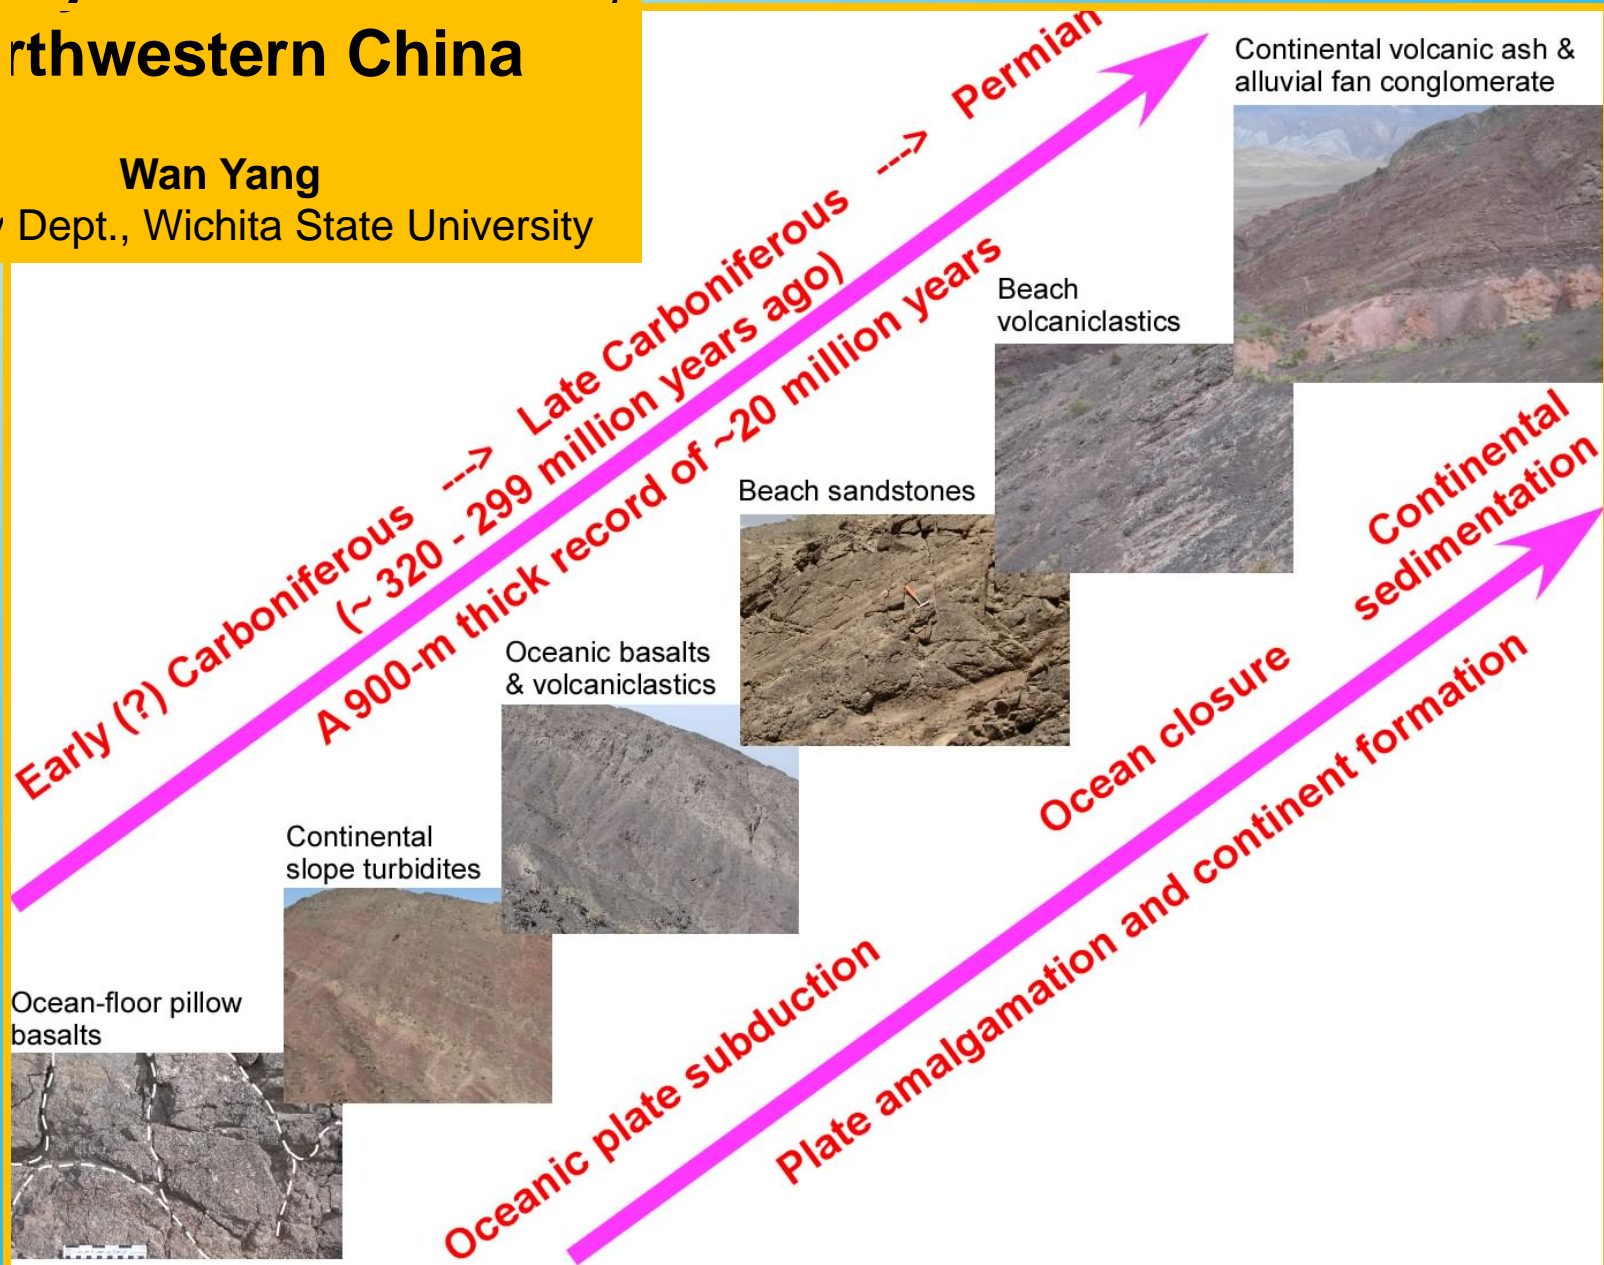 rthwestern China
Wan Yang
Dept., Wichita State University
Early (?) Carboniferous ---> Late Carboniferous ---> Permian
(~ 320 - 299 million years ago)
A 900-m thick record of ~20 million years
Continental volcanic ash &
alluvial fan conglomerate
Beach
volcaniclastics
Beach sandstones
Oceanic basalts
& volcaniclastics
Continental
slope turbidites
Ocean-floor pillow
basalts
Oceanic plate subduction
Ocean closure
Continental
sedimentation
Plate amalgamation and continent formation